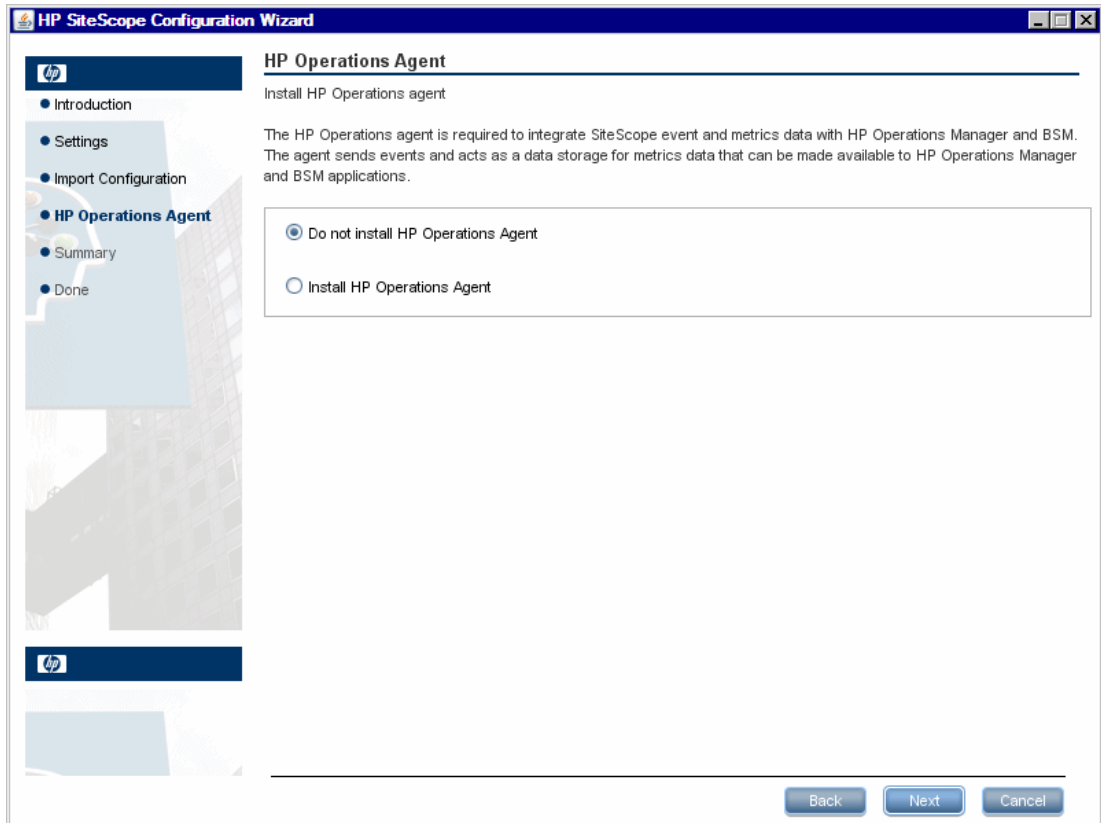 HP SiteScope Configuration Wizard
hp
Introduction
Settings
Import Configuration
HP Operations Agent
Summary
Done
hp
HP Operations Agent
Install HP Operations agent
The HP Operations agent is required to integrate SiteScope event and metrics data with HP Operations Manager and BSM.
The agent sends events and acts as a data storage for metrics data that can be made available to HP Operations Manager
and BSM applications.
Do not install HP Operations Agent
Install HP Operations Agent
Back
Next
Cancel